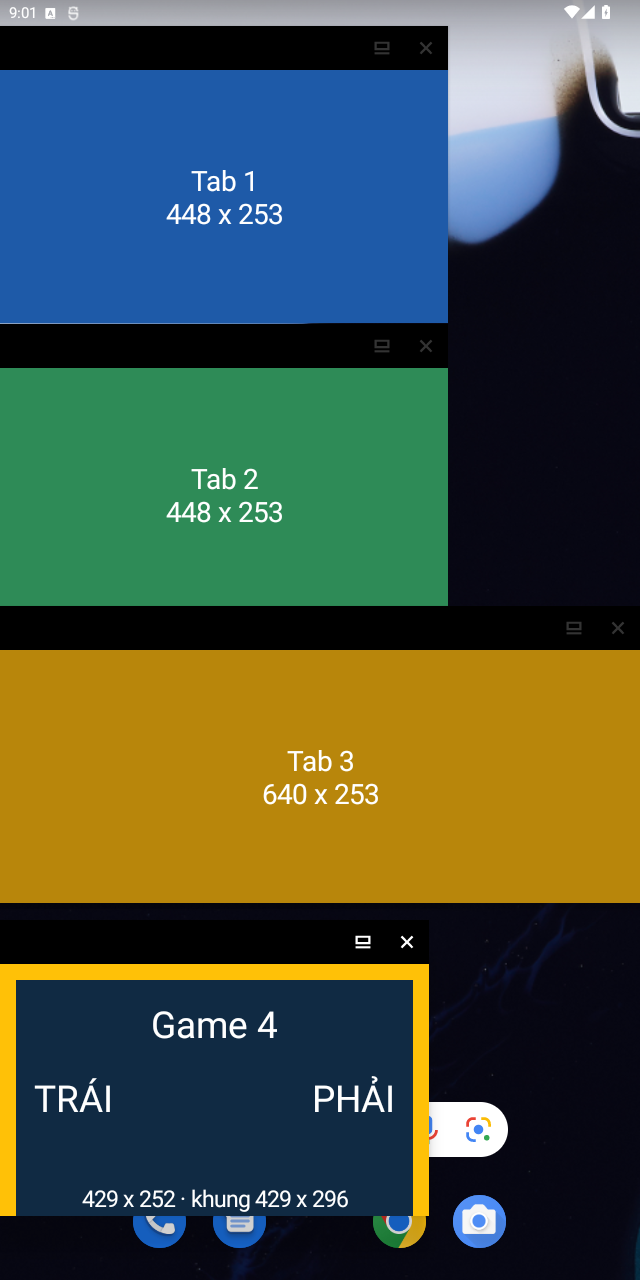 9:01
Tab 1
448 x 253
Tab 2
448 x 253
Tab 3
640 x 253
Game 4
TRÁI PHẢI
429 x 252 · khung 429 x 296